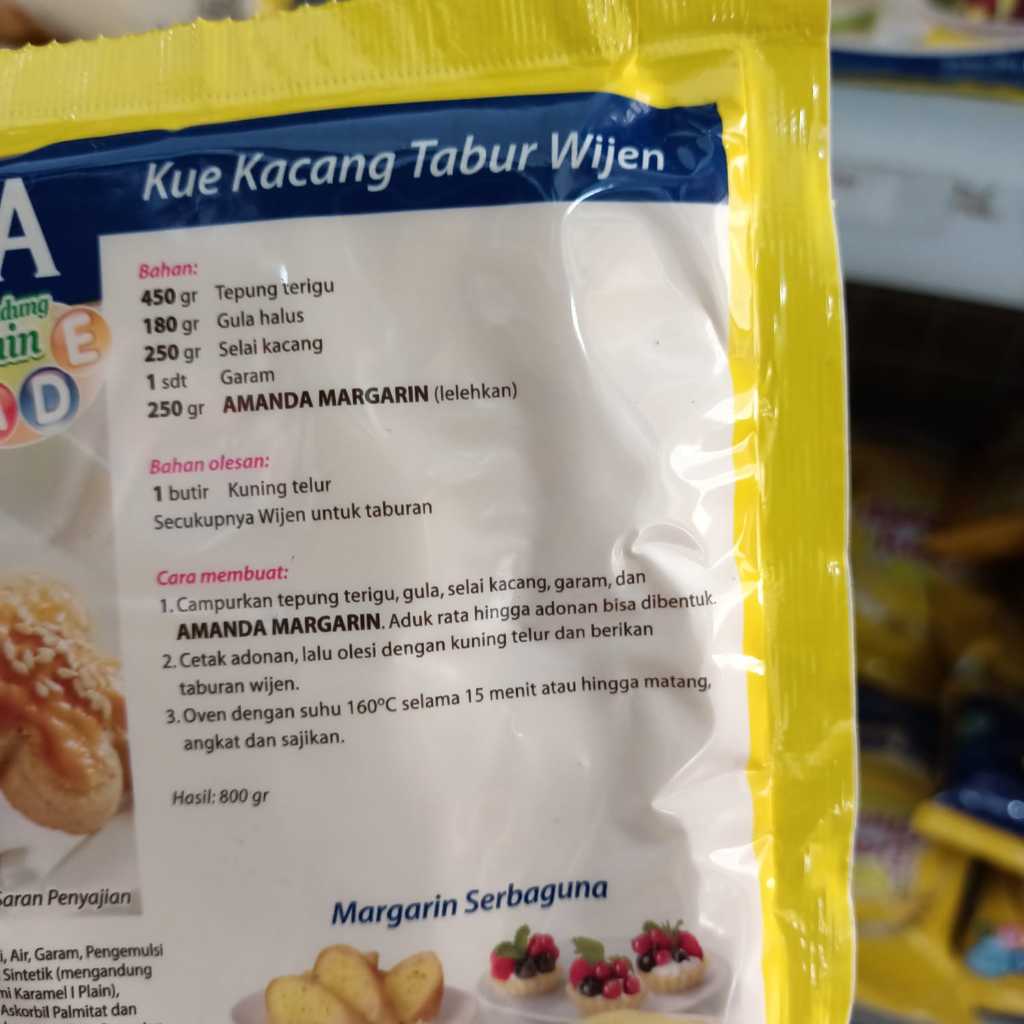 A
Kue Kacang Tabur Wijen
dung
in E
D
Bahan:
450 gr Tepung terigu
180 gr Gula halus
250 gr Selai kacang
1 sdt Garam
250 gr AMANDA MARGARIN (lelehkan)
Bahan olesan:
1 butir Kuning telur
Secukupnya Wijen untuk taburan
Cara membuat:
1. Campurkan tepung terigu, gula, selai kacang, garam, dan
AMANDA MARGARIN. Aduk rata hingga adonan bisa dibentuk.
2. Cetak adonan, lalu olesi dengan kuning telur dan berikan
taburan wijen.
3. Oven dengan suhu 160°C selama 15 menit atau hingga matang,
angkat dan sajikan.
Hasil: 800 gr
Saran Penyajian
Margarin Serbaguna
i, Air, Garam, Pengemulsi
Sintetik (mengandung
mi Karamel I Plain),
Askorbil Palmitat dan